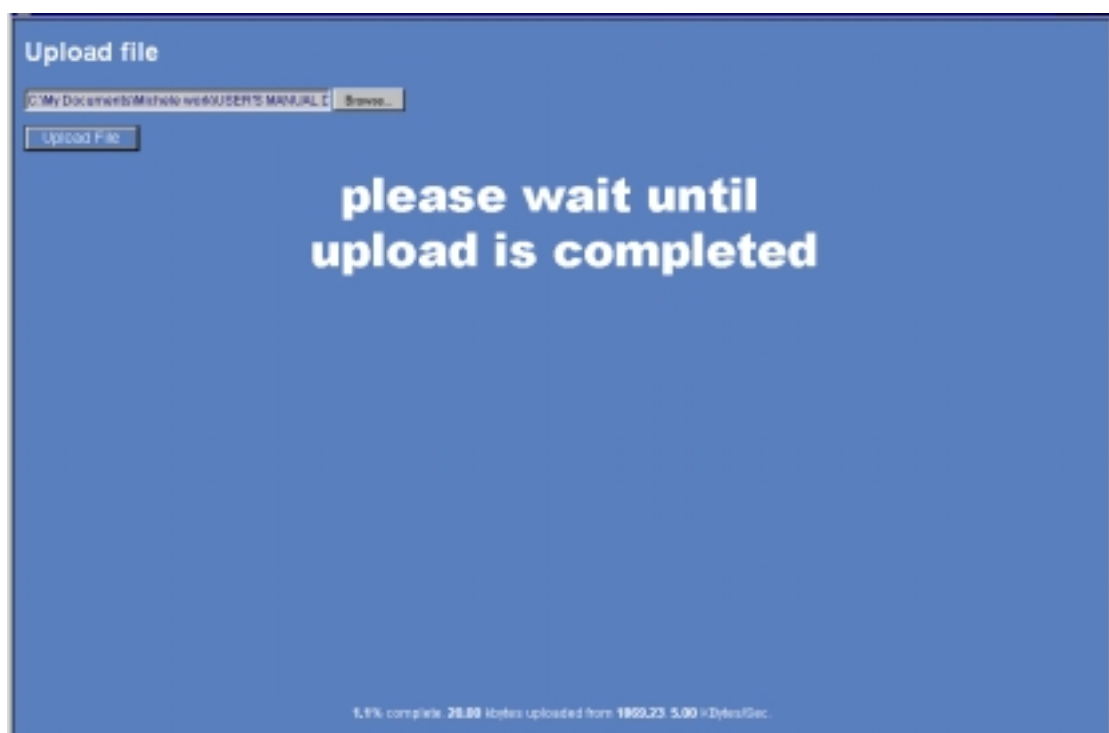 Upload file
C:\My Documents\Michele work\USER'S MANUAL D Browse...
Upload File
please wait until
upload is completed
1.1% complete. 20.00 kbytes uploaded from 1869.23. 5.00 KBytes/Sec.